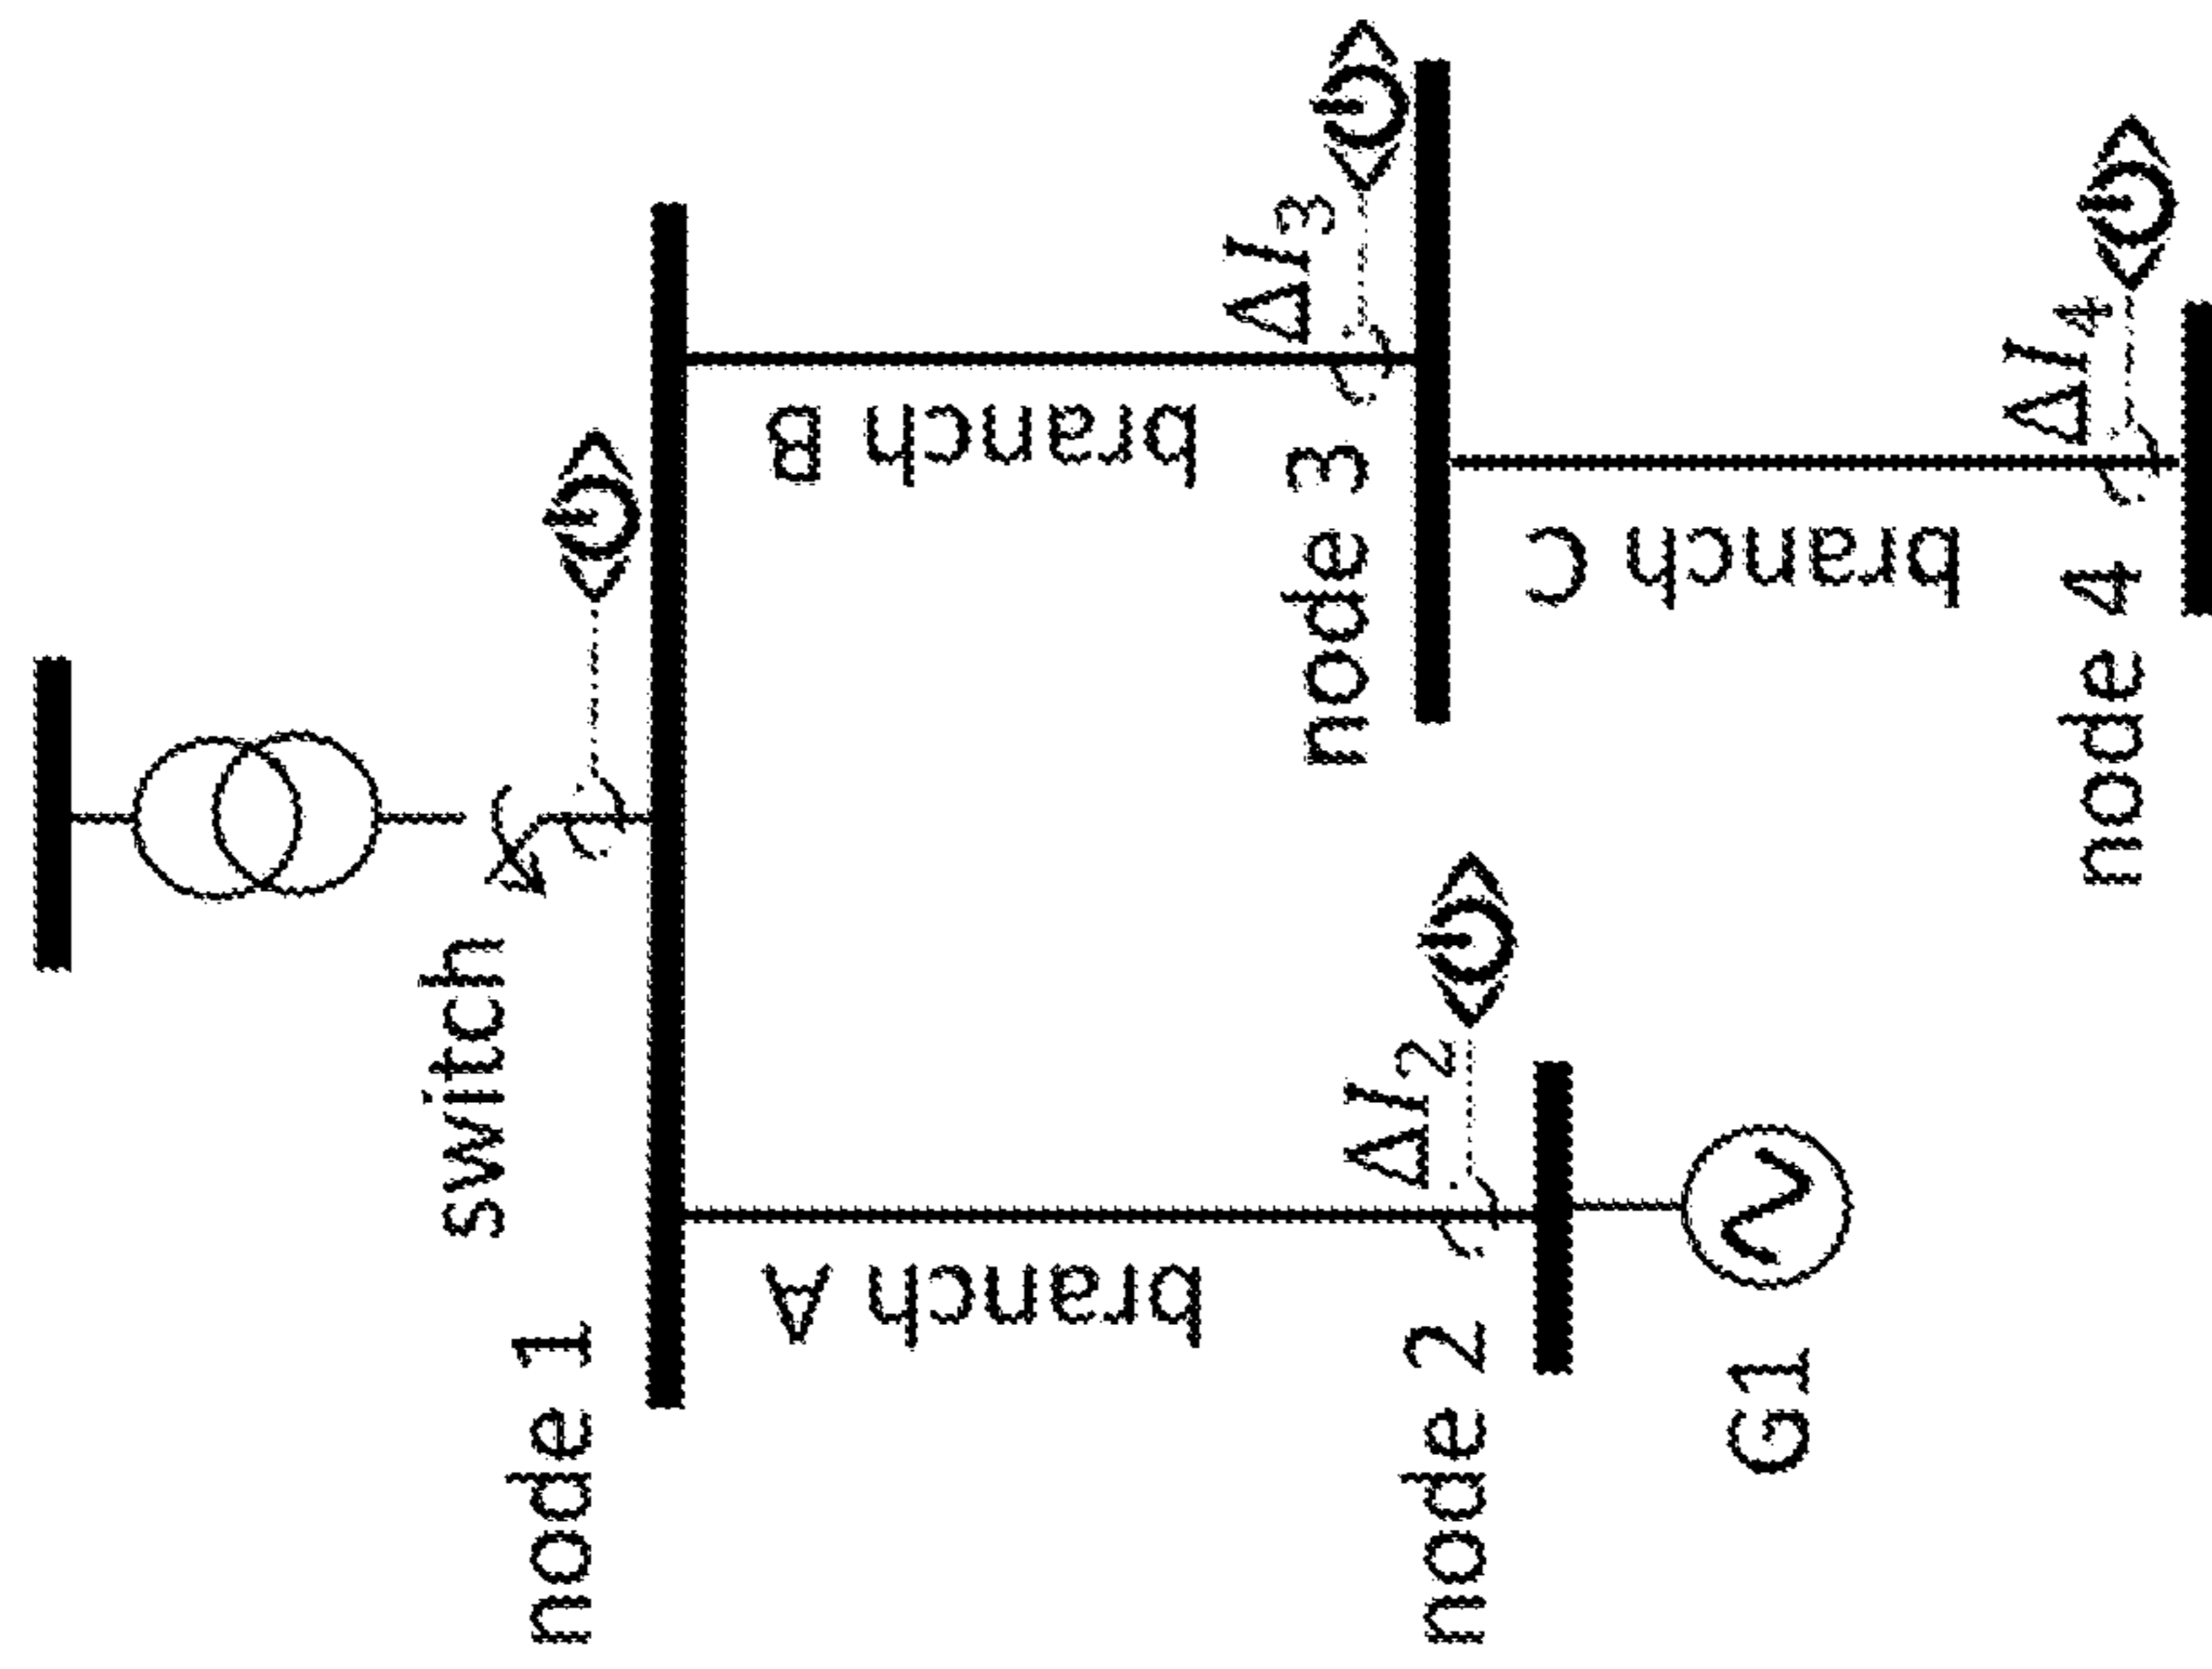 switch
node 1
branch A
branch B
ΔI2
ΔI3
node 2
node 3
G1
branch C
ΔI4
node 4